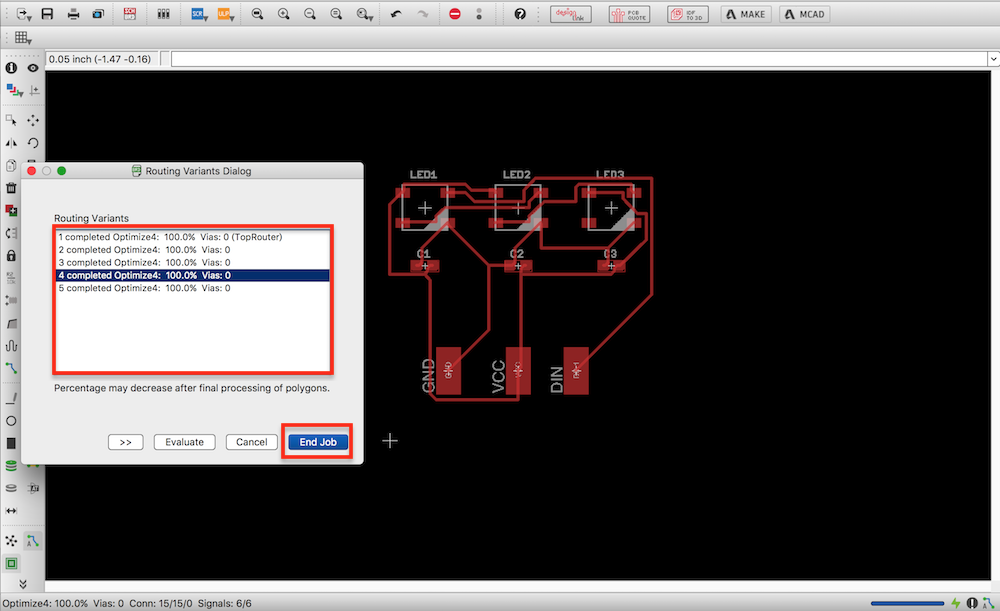 SCR
ULP
design link
PCB QUOTE
IDF TO 3D
MAKE
MCAD
0.05 inch (-1.47 -0.16)
Routing Variants Dialog
Routing Variants
1 completed Optimize4: 100.0% Vias: 0 (TopRouter)
2 completed Optimize4: 100.0% Vias: 0
3 completed Optimize4: 100.0% Vias: 0
4 completed Optimize4: 100.0% Vias: 0
5 completed Optimize4: 100.0% Vias: 0
Percentage may decrease after final processing of polygons.
>>
Evaluate
Cancel
End Job
LED1
LED2
LED3
C1
C2
C3
GND
VCC
DIN
Optimize4: 100.0% Vias: 0 Conn: 15/15/0 Signals: 6/6